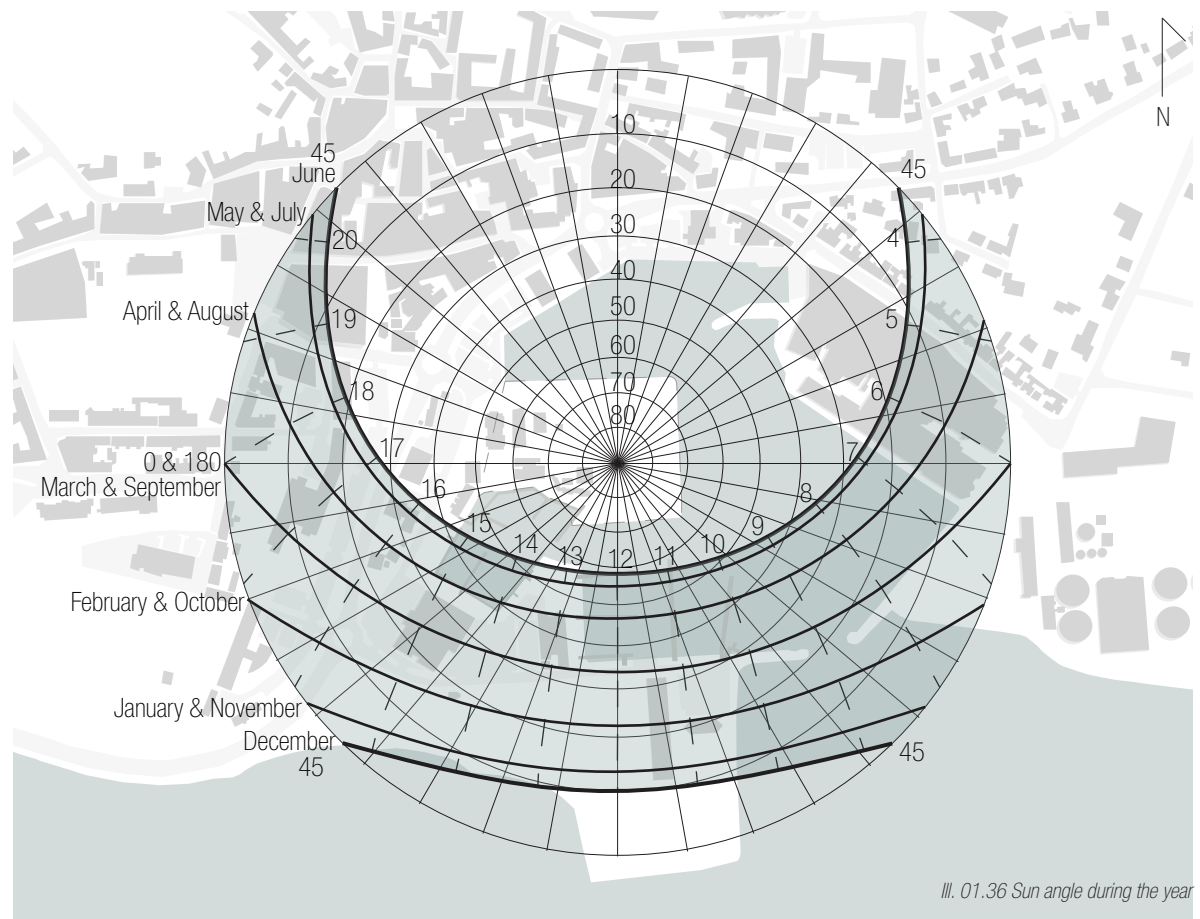 N
10
20
30
40
50
60
70
80
45
June
May & July
April & August
0 & 180
March & September
February & October
January & November
December
45
45
45
20
19
18
17
16
15
14
13
12
11
10
9
8
7
6
5
4
Ill. 01.36 Sun angle during the year